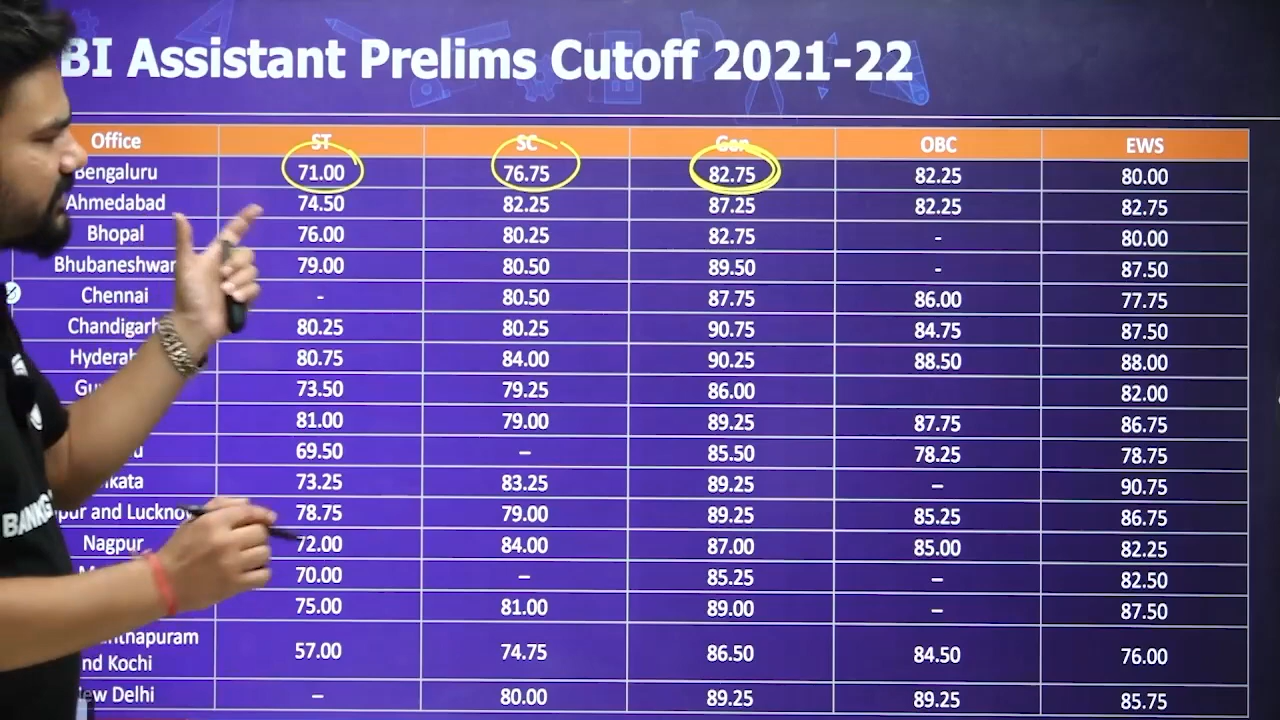 BI Assistant Prelims Cutoff 2021-22
Office ST SC Gen OBC EWS
Bengaluru 71.00 76.75 82.75 82.25 80.00
Ahmedabad 74.50 82.25 87.25 82.25 82.75
Bhopal 76.00 80.25 82.75 - 80.00
Bhubaneshwar 79.00 80.50 89.50 - 87.50
Chennai - 80.50 87.75 86.00 77.75
Chandigarh 80.25 80.25 90.75 84.75 87.50
Hyderab 80.75 84.00 90.25 88.50 88.00
Gu 73.50 79.25 86.00 82.00
81.00 79.00 89.25 87.75 86.75
u 69.50 – 85.50 78.25 78.75
lkata 73.25 83.25 89.25 – 90.75
pur and Lucknow 78.75 79.00 89.25 85.25 86.75
Nagpur 72.00 84.00 87.00 85.00 82.25
70.00 – 85.25 – 82.50
75.00 81.00 89.00 – 87.50
nthapuram
nd Kochi 57.00 74.75 86.50 84.50 76.00
ew Delhi – 80.00 89.25 89.25 85.75
BANK